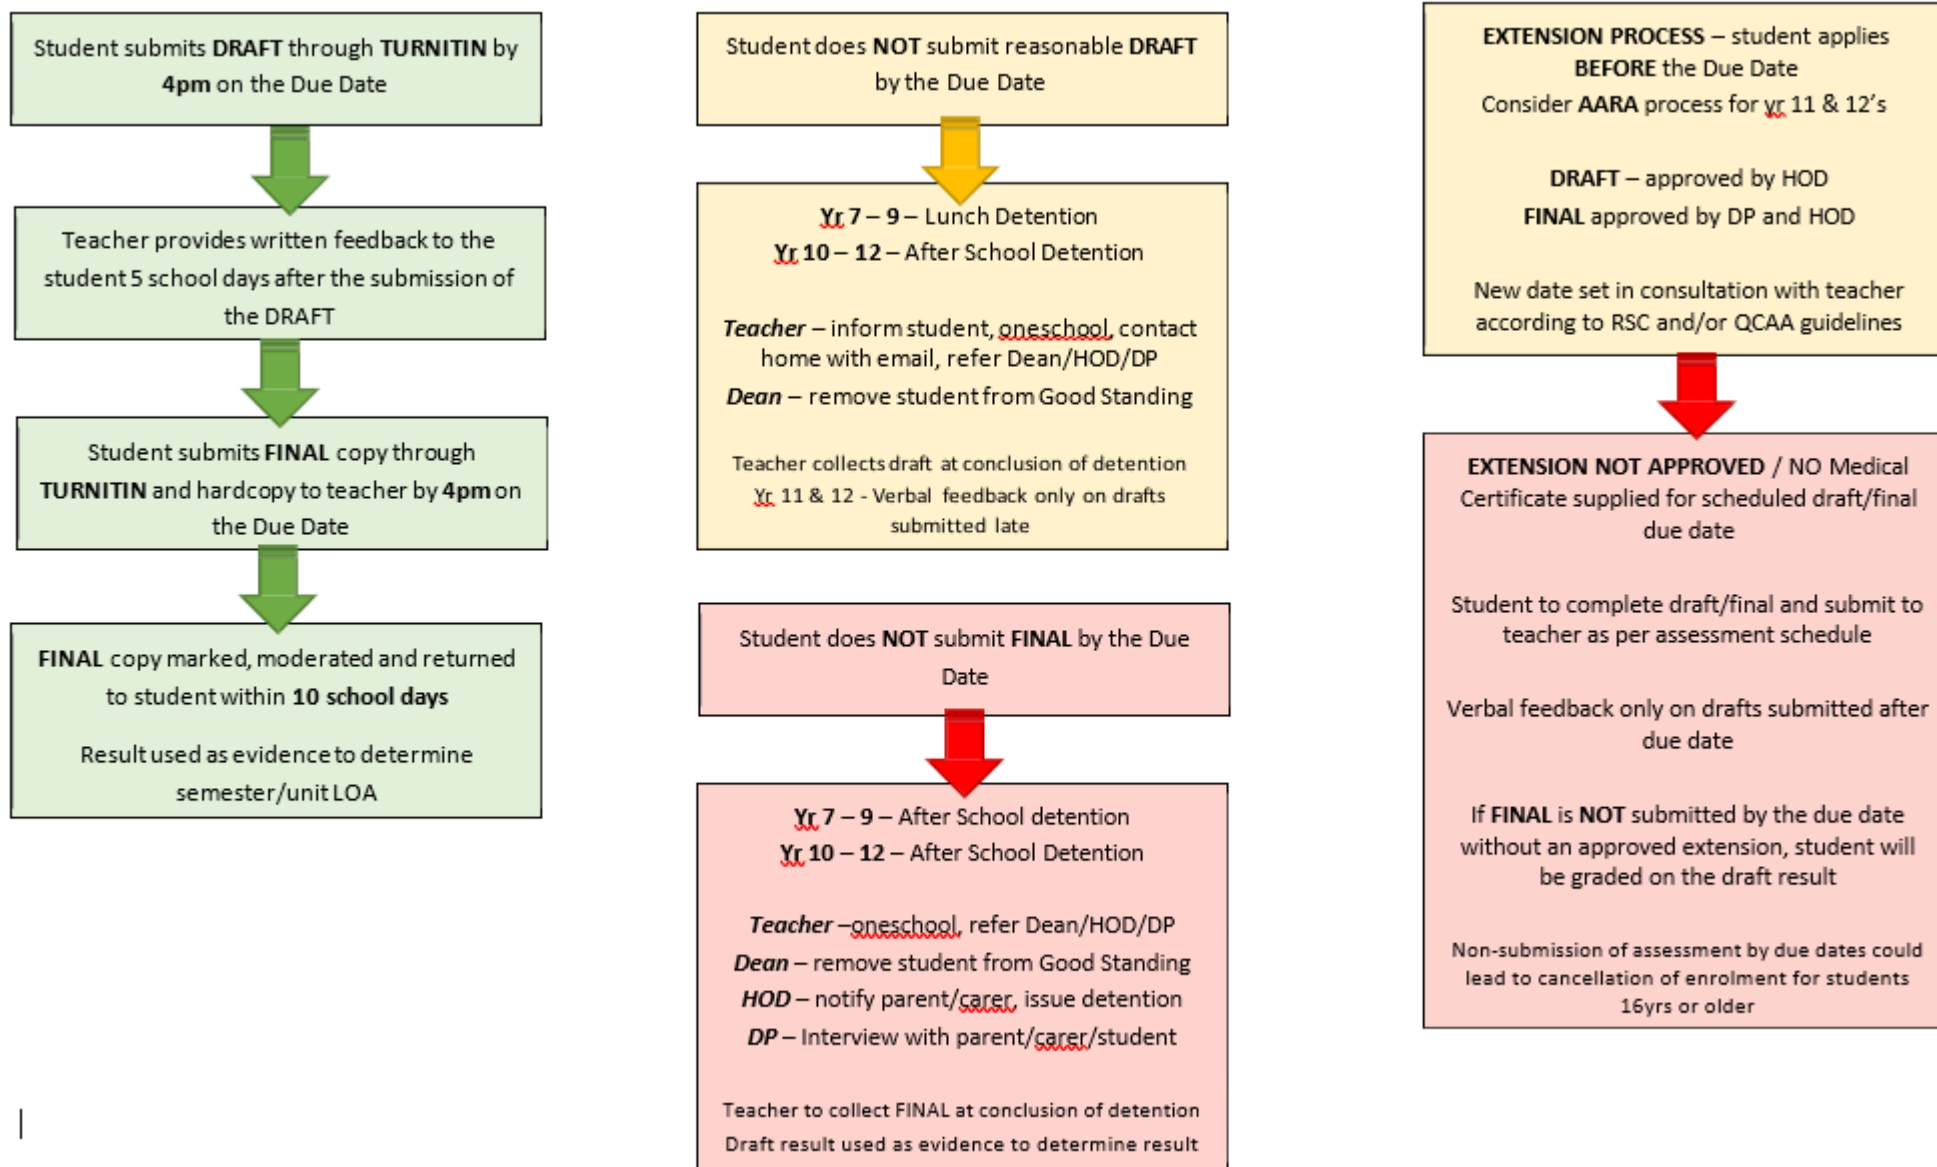 Student submits DRAFT through TURNITIN by
4pm on the Due Date
Teacher provides written feedback to the
student 5 school days after the submission of
the DRAFT
Student submits FINAL copy through
TURNITIN and hardcopy to teacher by 4pm on
the Due Date
FINAL copy marked, moderated and returned
to student within 10 school days
Result used as evidence to determine
semester/unit LOA
Student does NOT submit reasonable DRAFT
by the Due Date
Yr 7 – 9 – Lunch Detention
Yr 10 – 12 – After School Detention
Teacher – inform student, oneschool, contact
home with email, refer Dean/HOD/DP
Dean – remove student from Good Standing
Teacher collects draft at conclusion of detention
Yr 11 & 12 - Verbal feedback only on drafts
submitted late
Student does NOT submit FINAL by the Due
Date
Yr 7 – 9 – After School detention
Yr 10 – 12 – After School Detention
Teacher –oneschool, refer Dean/HOD/DP
Dean – remove student from Good Standing
HOD – notify parent/carer, issue detention
DP – Interview with parent/carer/student
Teacher to collect FINAL at conclusion of detention
Draft result used as evidence to determine result
EXTENSION PROCESS – student applies
BEFORE the Due Date
Consider AARA process for yr 11 & 12's
DRAFT – approved by HOD
FINAL approved by DP and HOD
New date set in consultation with teacher
according to RSC and/or QCAA guidelines
EXTENSION NOT APPROVED / NO Medical
Certificate supplied for scheduled draft/final
due date
Student to complete draft/final and submit to
teacher as per assessment schedule
Verbal feedback only on drafts submitted after
due date
If FINAL is NOT submitted by the due date
without an approved extension, student will
be graded on the draft result
Non-submission of assessment by due dates could
lead to cancellation of enrolment for students
16yrs or older